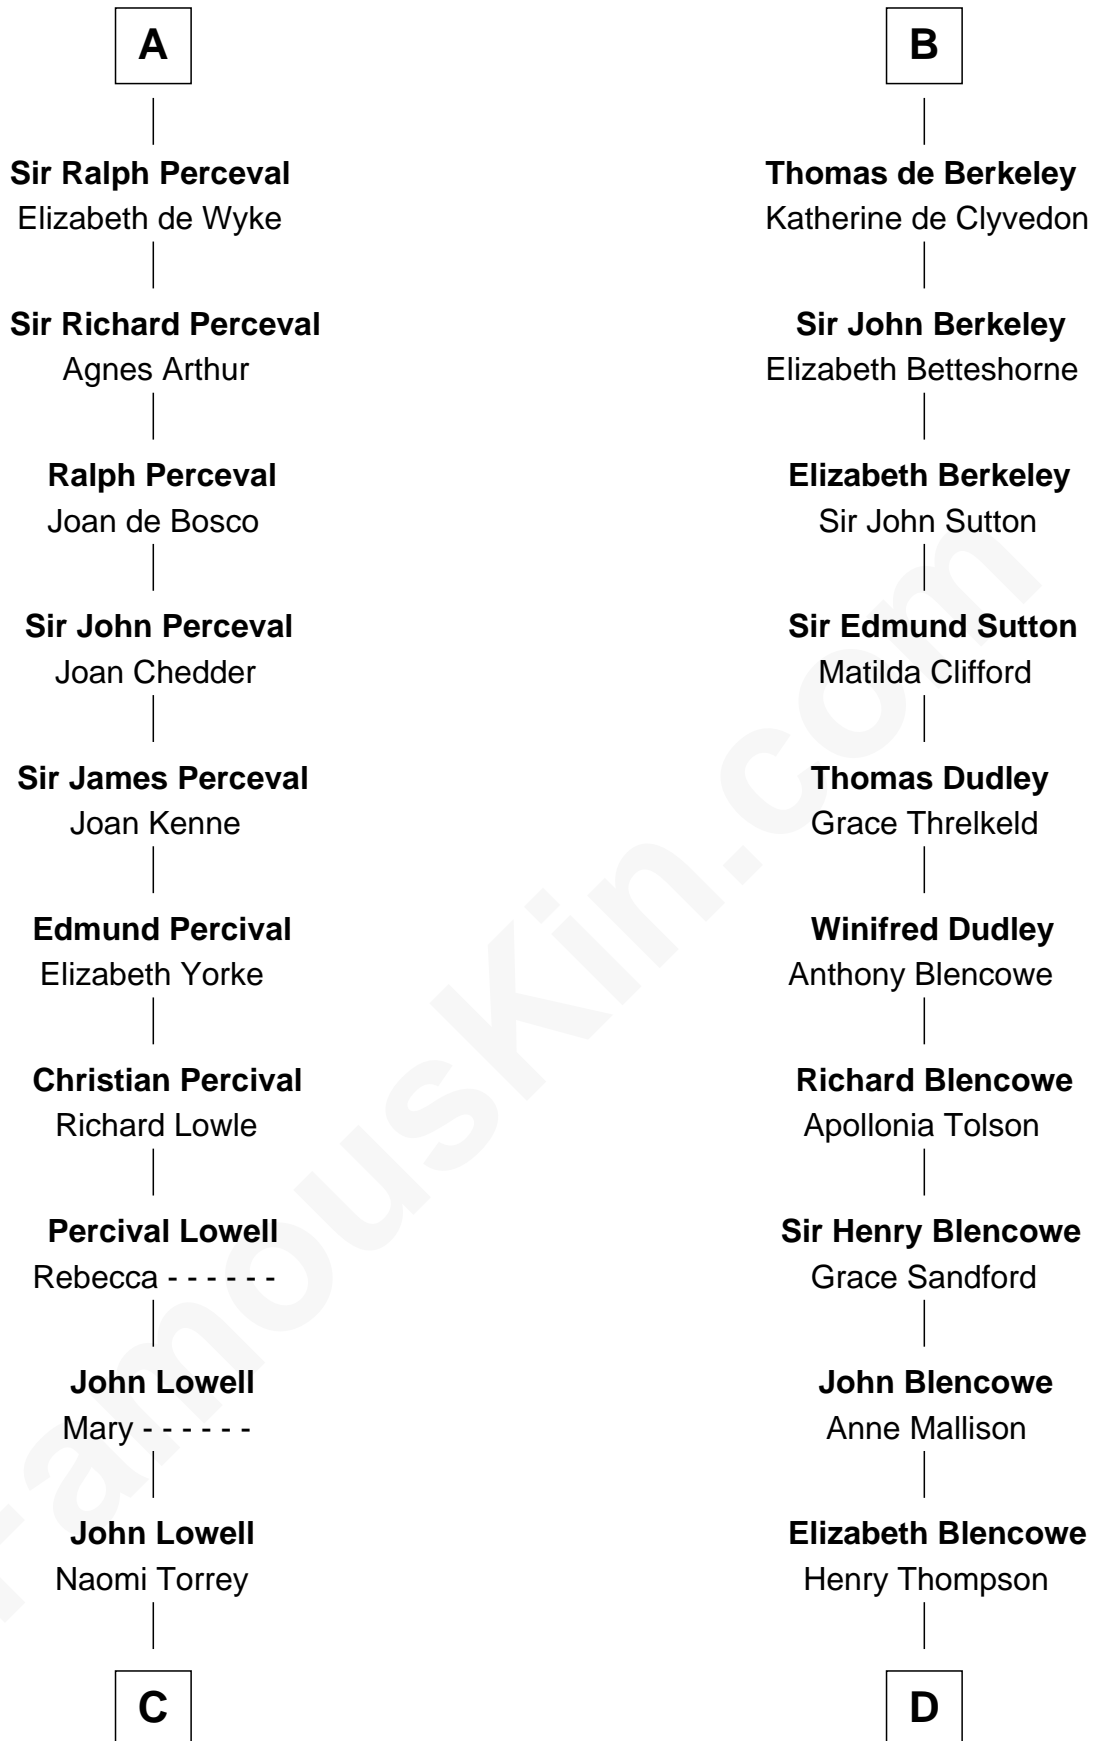 A
Sir Ralph Perceval
Elizabeth de Wyke
Sir Richard Perceval
Agnes Arthur
Ralph Perceval
Joan de Bosco
Sir John Perceval
Joan Chedder
Sir James Perceval
Joan Kenne
Edmund Percival
Elizabeth Yorke
Christian Percival
Richard Lowle
Percival Lowell
Rebecca - - - - - -
John Lowell
Mary - - - - - -
John Lowell
Naomi Torrey
C
B
Thomas de Berkeley
Katherine de Clyvedon
Sir John Berkeley
Elizabeth Betteshorne
Elizabeth Berkeley
Sir John Sutton
Sir Edmund Sutton
Matilda Clifford
Thomas Dudley
Grace Threlkeld
Winifred Dudley
Anthony Blencowe
Richard Blencowe
Apollonia Tolson
Sir Henry Blencowe
Grace Sandford
John Blencowe
Anne Mallison
Elizabeth Blencowe
Henry Thompson
D
FamousKin.com